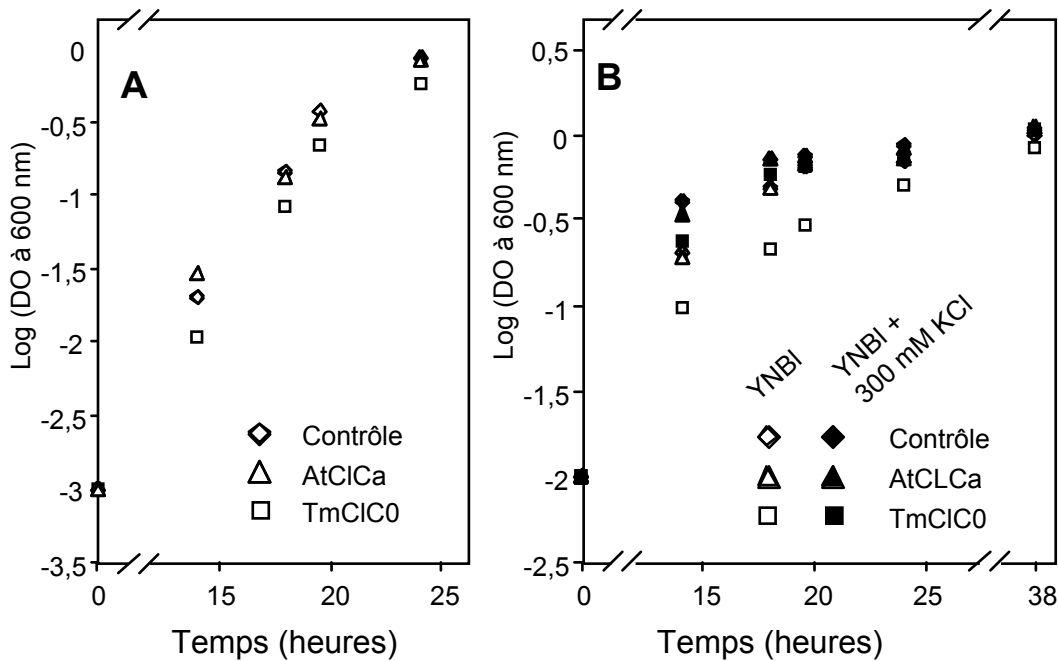 A
Log (DO à 600 nm)
0
-0,5
-1
-1,5
-2
-2,5
-3
-3,5
0
15
20
25
Temps (heures)
Contrôle
AtClCa
TmClC0
B
Log (DO à 600 nm)
0,5
0
-0,5
-1
-1,5
-2
-2,5
0
15
20
25
38
Temps (heures)
YNBl
YNBl +
300 mM KCl
Contrôle
AtCLCa
TmClC0